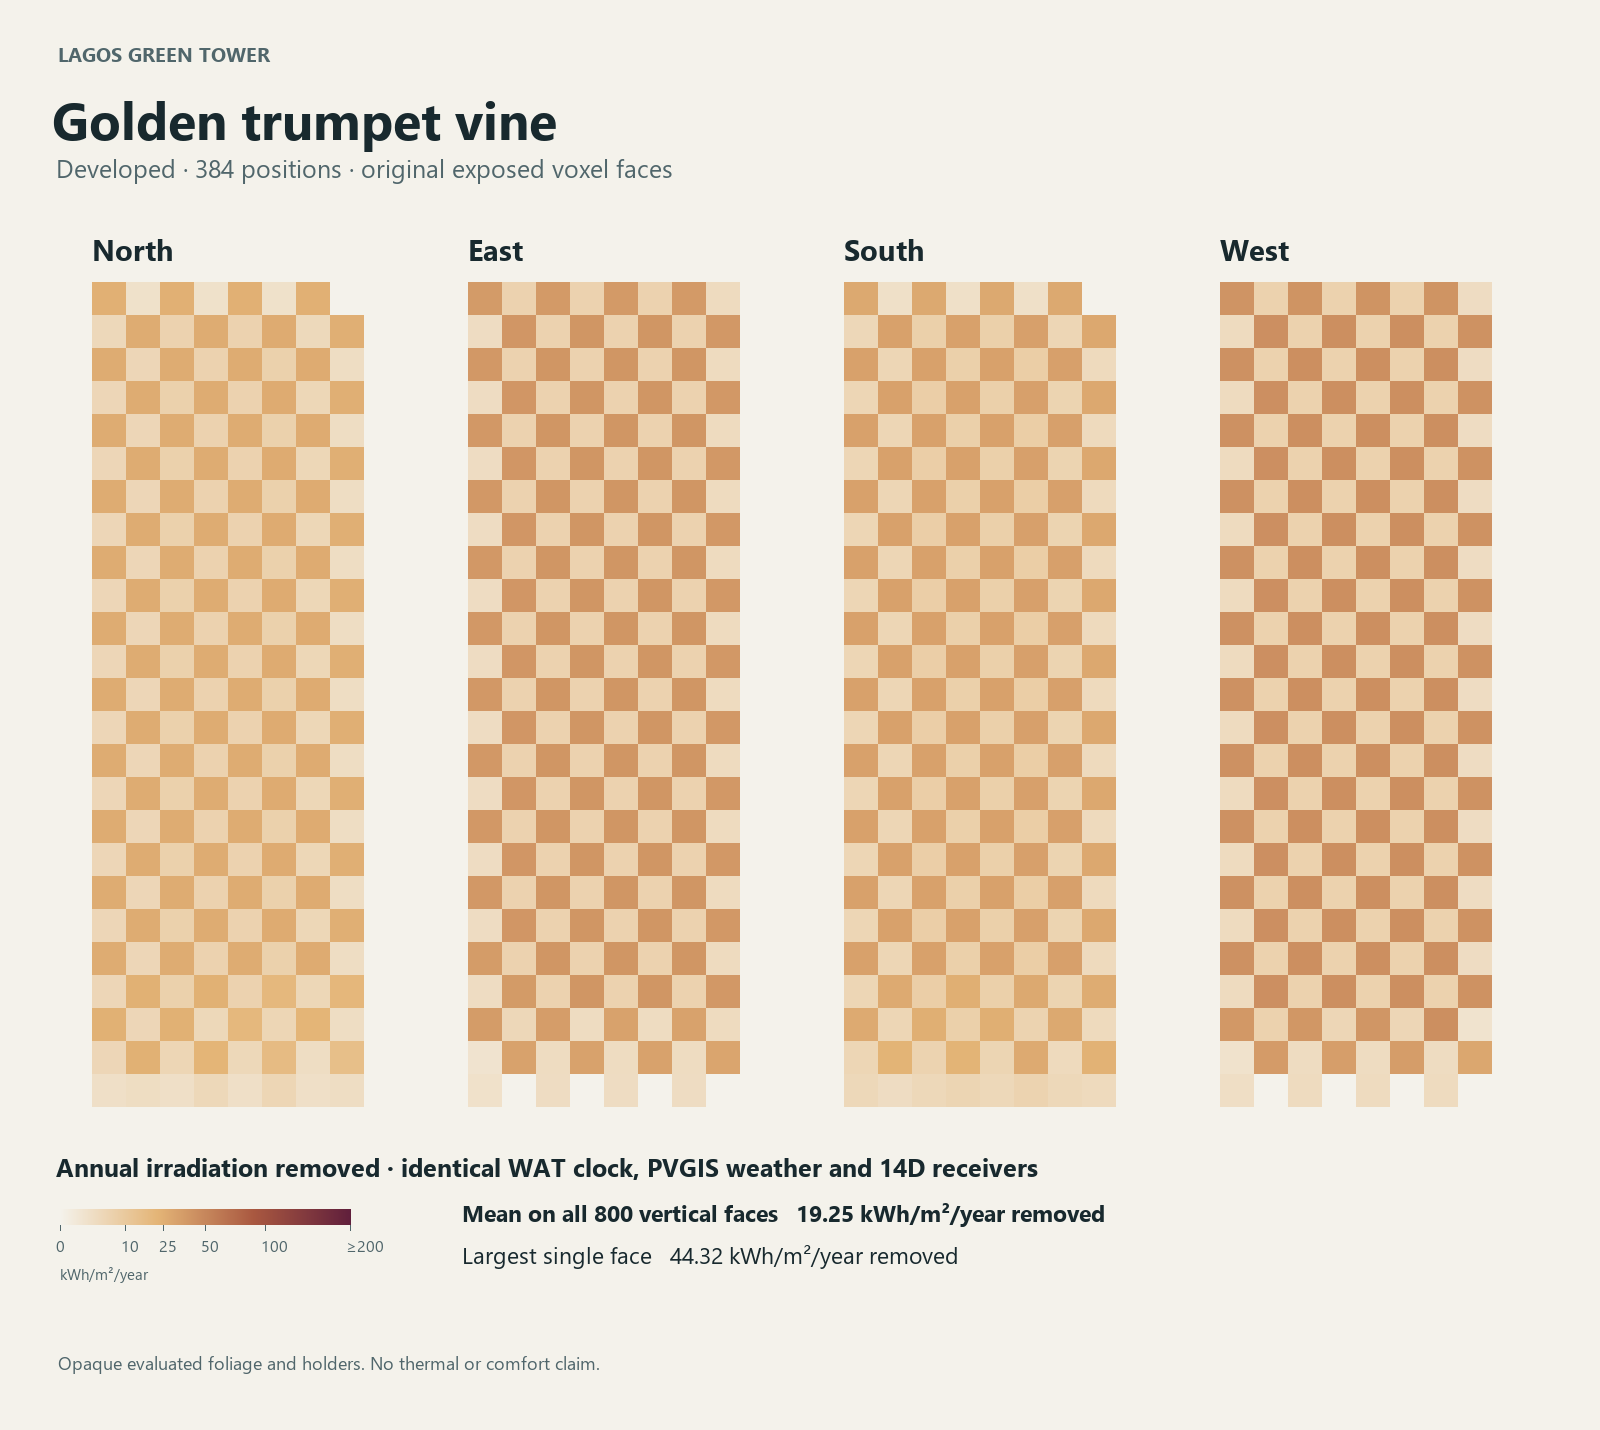 LAGOS GREEN TOWER
Golden trumpet vine
Developed · 384 positions · original exposed voxel faces
North East South West
Annual irradiation removed · identical WAT clock, PVGIS weather and 14D receivers
Mean on all 800 vertical faces 19.25 kWh/m²/year removed
0 10 25 50 100 ≥200
Largest single face 44.32 kWh/m²/year removed
kWh/m²/year
Opaque evaluated foliage and holders. No thermal or comfort claim.